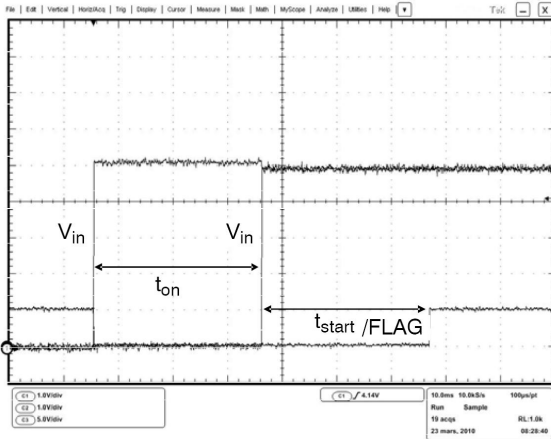 File | Edit | Vertical | Horiz/Acq | Trig | Display | Cursor | Measure | Mask | Math | MyScope | Analyze | Utilities | Help | Tek X
Vin Vin
ton
tstart /FLAG
C1 1.0V/div
C2 1.0V/div
C3 5.0V/div
C1 4.14V
10.0ms 10.0kS/s 100µs/pt
Run Sample
19 acqs RL:1.0k
23 mars, 2010 08:28:40